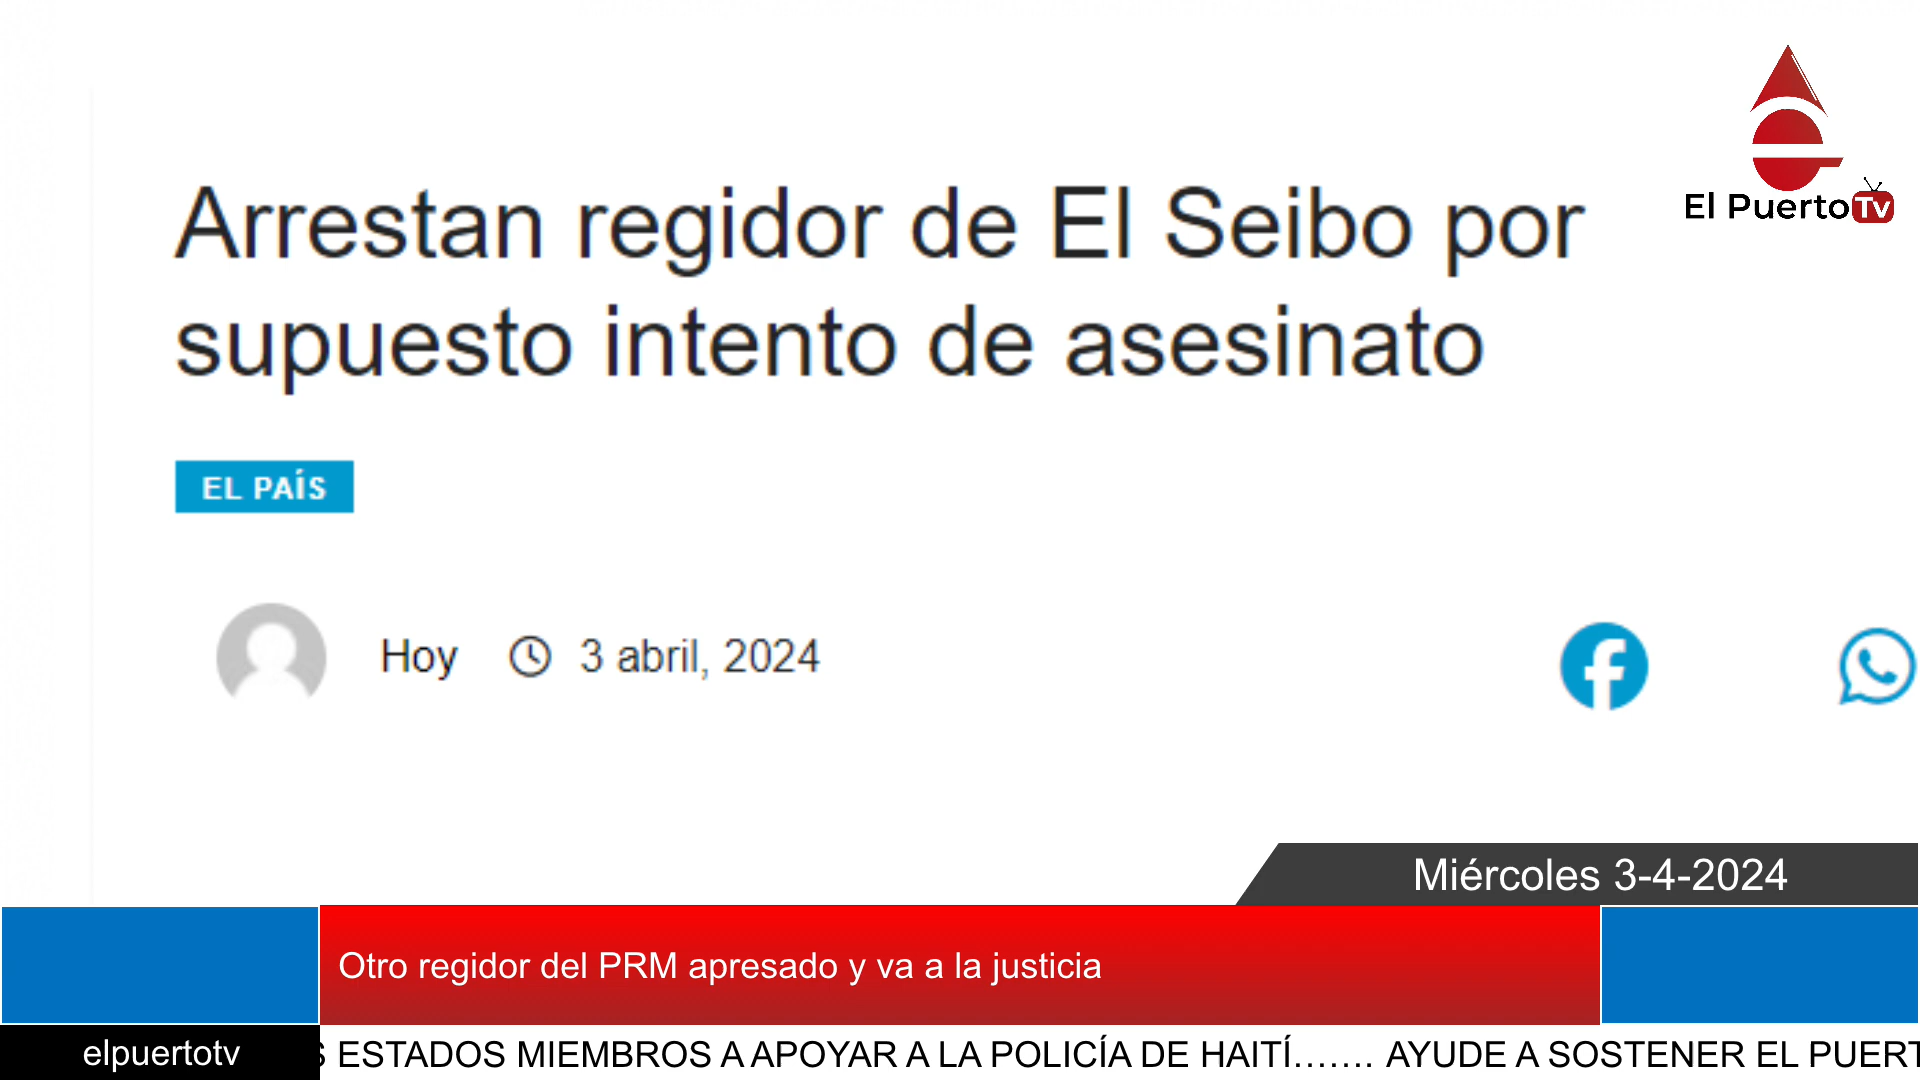 El Puerto Tv
Arrestan regidor de El Seibo por
supuesto intento de asesinato
EL PAÍS
Hoy 3 abril, 2024
Miércoles 3-4-2024
Otro regidor del PRM apresado y va a la justicia
elpuertotv
ESTADOS MIEMBROS A APOYAR A LA POLICÍA DE HAITÍ....... AYUDE A SOSTENER EL PUERT